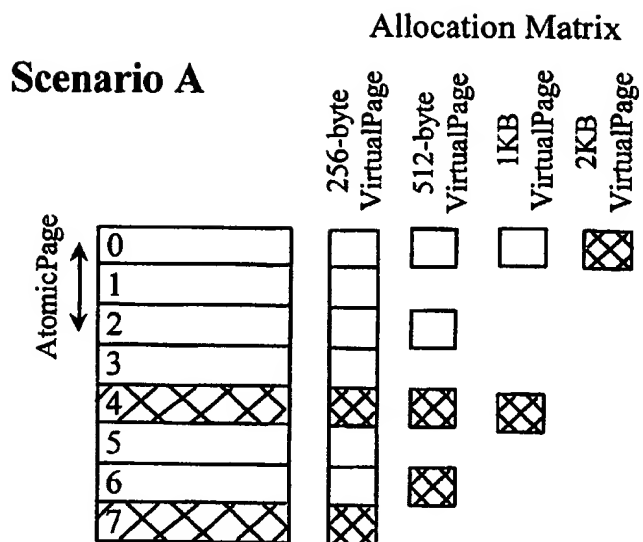 Allocation Matrix
Scenario A
256-byte
VirtualPage
512-byte
VirtualPage
1KB
VirtualPage
2KB
VirtualPage
AtomicPage
0
1
2
3
4
5
6
7